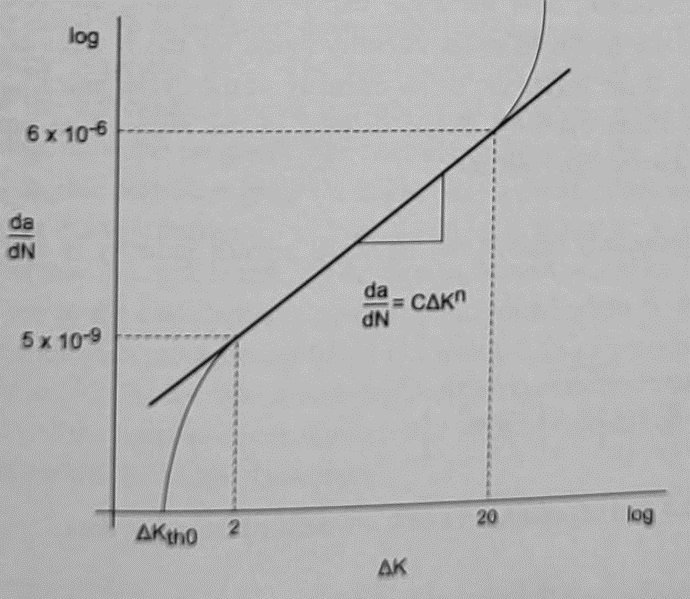 log
6 x 10⁻⁶
da
dN
da
dN = CΔKⁿ
5 x 10⁻⁹
ΔKth0
2
20
log
ΔK